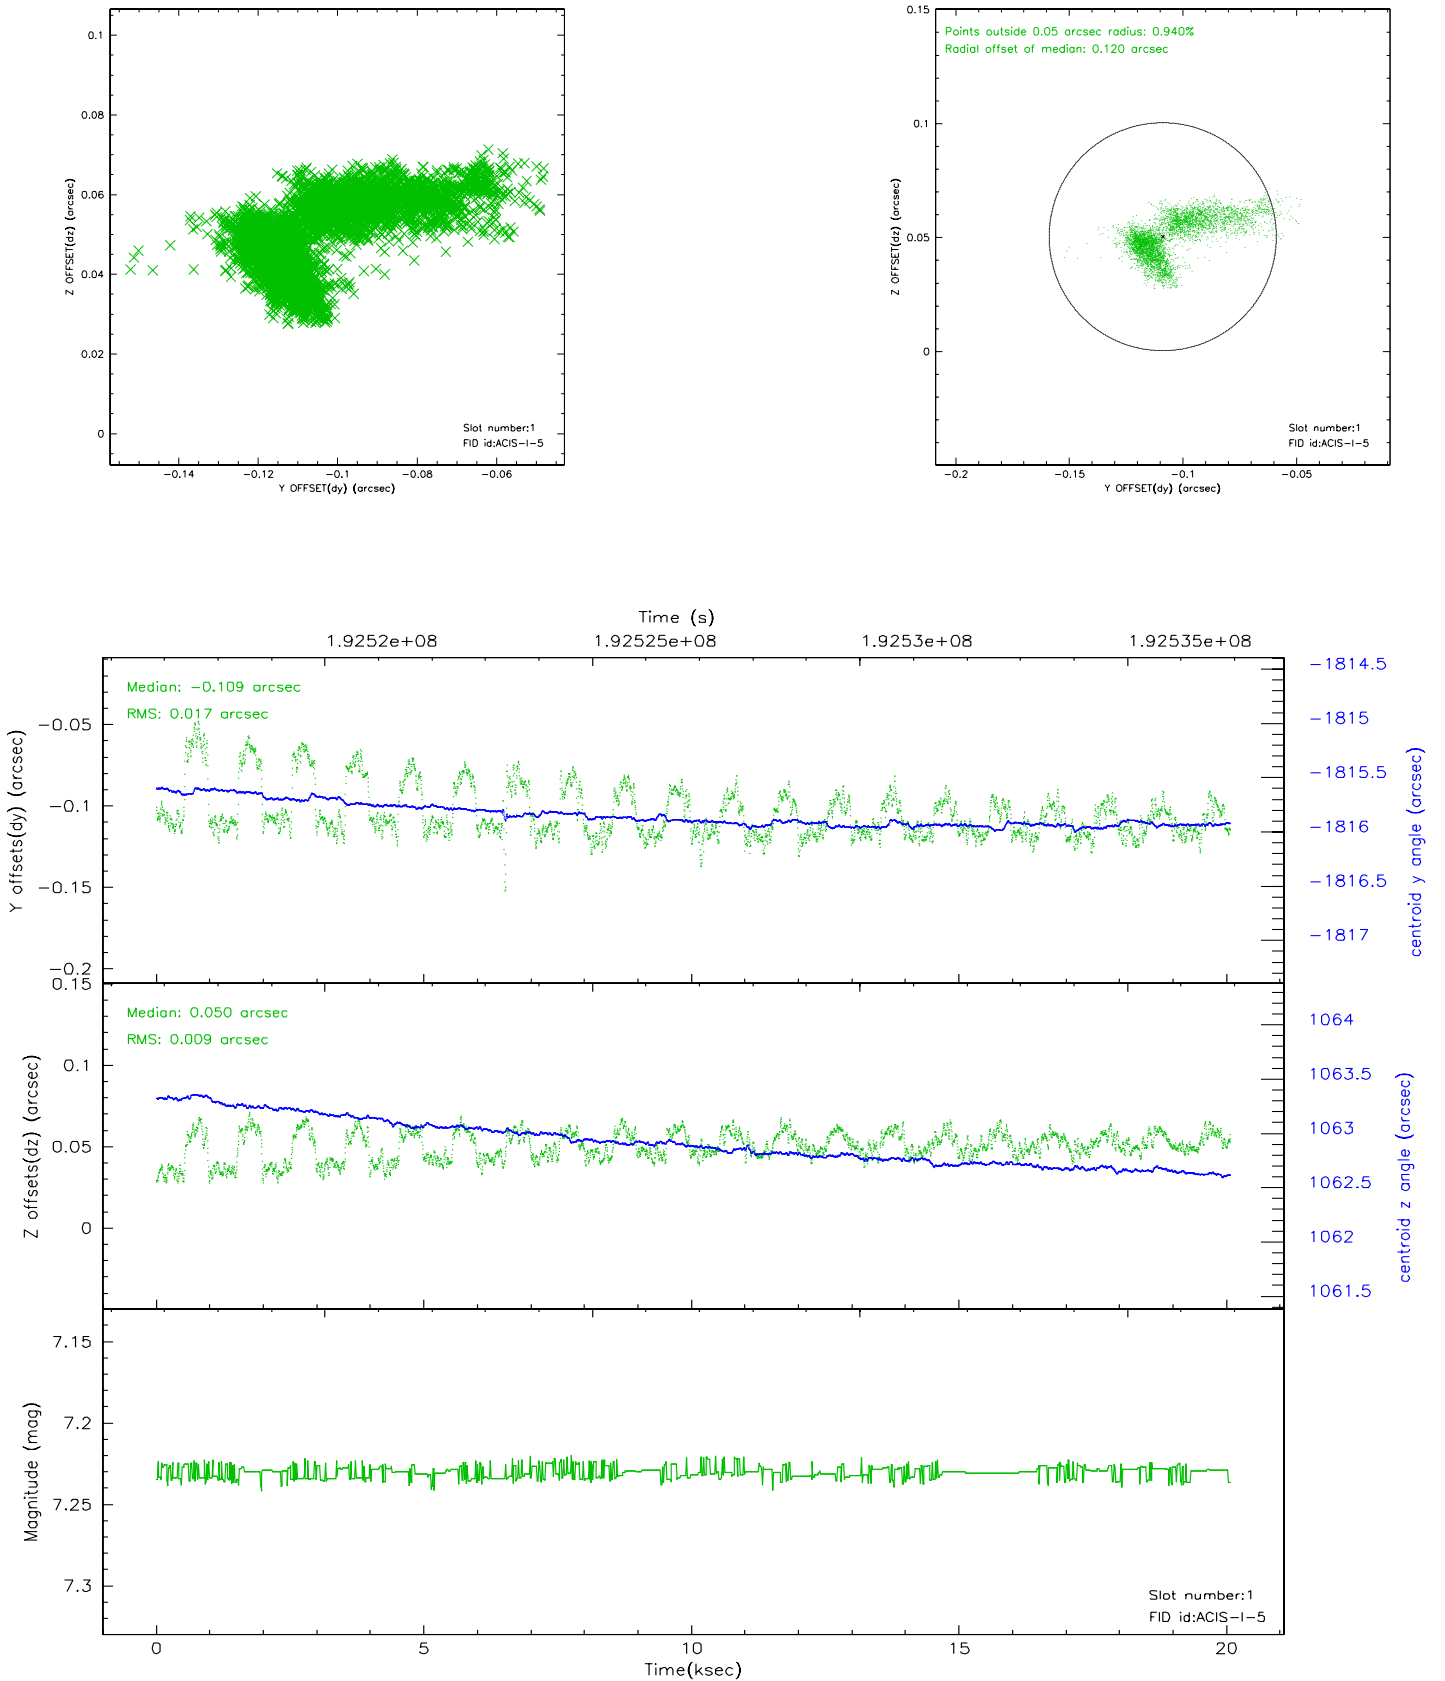 0.1
0.08
0.06
0.04
0.02
0
Z OFFSET(dz) (arcsec)
-0.14
-0.12
-0.1
-0.08
-0.06
Y OFFSET(dy) (arcsec)
Slot number:1
FID id:ACIS-I-5
Points outside 0.05 arcsec radius: 0.940%
Radial offset of median: 0.120 arcsec
0.15
0.1
0.05
0
Z OFFSET(dz) (arcsec)
-0.2
-0.15
-0.1
-0.05
Y OFFSET(dy) (arcsec)
Slot number:1
FID id:ACIS-I-5
Time (s)
1.9252e+08
1.92525e+08
1.9253e+08
1.92535e+08
Median: -0.109 arcsec
RMS: 0.017 arcsec
-0.05
-0.1
-0.15
-0.2
Y offsets(dy) (arcsec)
-1814.5
-1815
-1815.5
-1816
-1816.5
-1817
centroid y angle (arcsec)
Median: 0.050 arcsec
RMS: 0.009 arcsec
0.15
0.1
0.05
0
Z offsets(dz) (arcsec)
1064
1063.5
1063
1062.5
1062
1061.5
centroid z angle (arcsec)
7.15
7.2
7.25
7.3
Magnitude (mag)
Slot number:1
FID id:ACIS-I-5
0
5
10
15
20
Time(ksec)